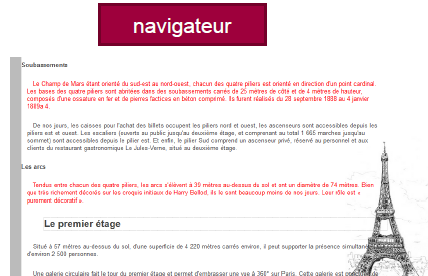 navigateur
Soubassements
Le Champ de Mars étant orienté du sud-est au nord-ouest, chacun des quatre piliers est orienté en direction d'un point cardinal.
Les bases des quatre piliers sont abritées dans des soubassements carrés de 25 mètres de côté et de 4 mètres de hauteur,
composés d'une ossature en fer et de pierres factices en béton comprimé. Ils furent réalisés du 28 septembre 1888 au 4 janvier
1889a 4.
De nos jours, les caisses pour l'achat des billets occupent les piliers nord et ouest, les ascenseurs sont accessibles depuis les
piliers est et ouest. Les escaliers (ouverts au public jusqu'au deuxième étage, et comprenant au total 1 665 marches jusqu'au
sommet) sont accessibles depuis le pilier est. Et enfin, le pilier Sud comprend un ascenseur privé, réservé au personnel et aux
clients du restaurant gastronomique Le Jules-Verne, situé au deuxième étage.
Les arcs
Tendus entre chacun des quatre piliers, les arcs s'élèvent à 39 mètres au-dessus du sol et ont un diamètre de 74 mètres. Bien
que très richement décorés sur les croquis initiaux de Harry Bellod, ils le sont beaucoup moins de nos jours. Leur rôle est «
purement décoratif ».
Le premier étage
Situé à 57 mètres au-dessus du sol, d'une superficie de 4 220 mètres carrés environ, il peut supporter la présence simultanée
d'environ 2 500 personnes.
Une galerie circulaire fait le tour du premier étage et permet d'embrasser une vue à 360° sur Paris. Cette galerie est